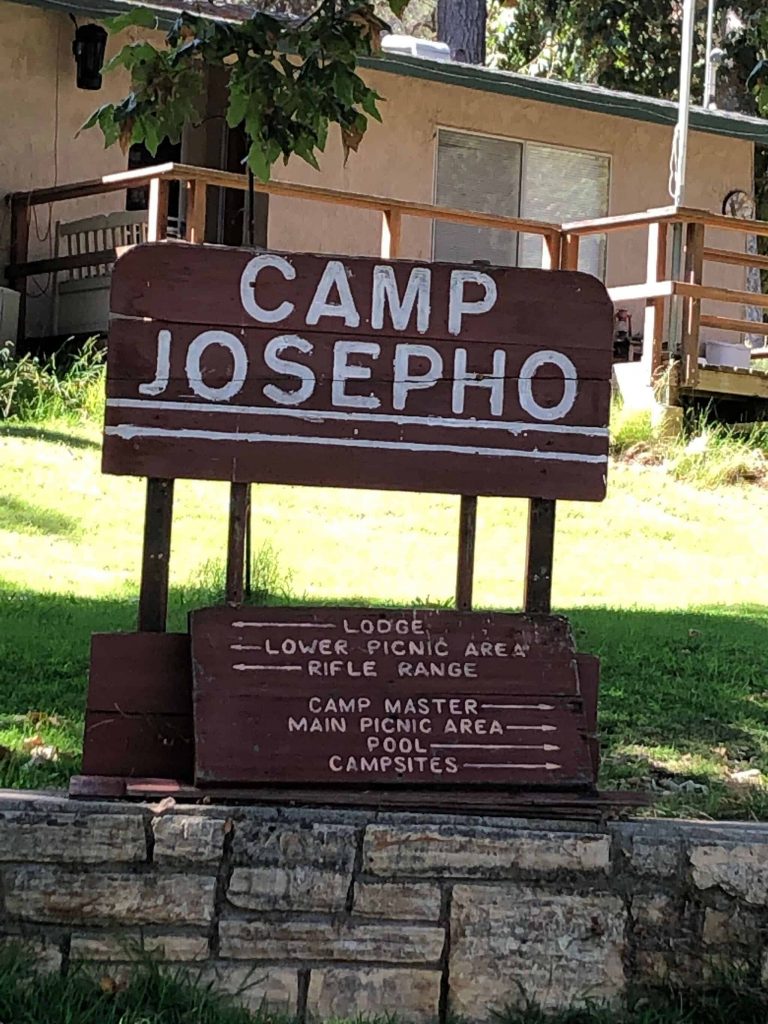 CAMP
JOSEPHO
LODGE
LOWER PICNIC AREA
RIFLE RANGE
CAMP MASTER
MAIN PICNIC AREA
POOL
CAMPSITES